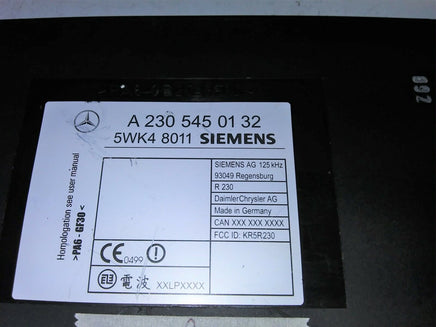 A 230 545 01 32
5WK4 8011 SIEMENS
SIEMENS AG 125 kHz
93049 Regensburg
R 230
DaimlerChrysler AG
Made in Germany
CAN XXX XXX XXXX
FCC ID: KR5R230
CE 0499
電波 XXLPXXXX
Homologation see user manual
>PA6 - GF30<
692